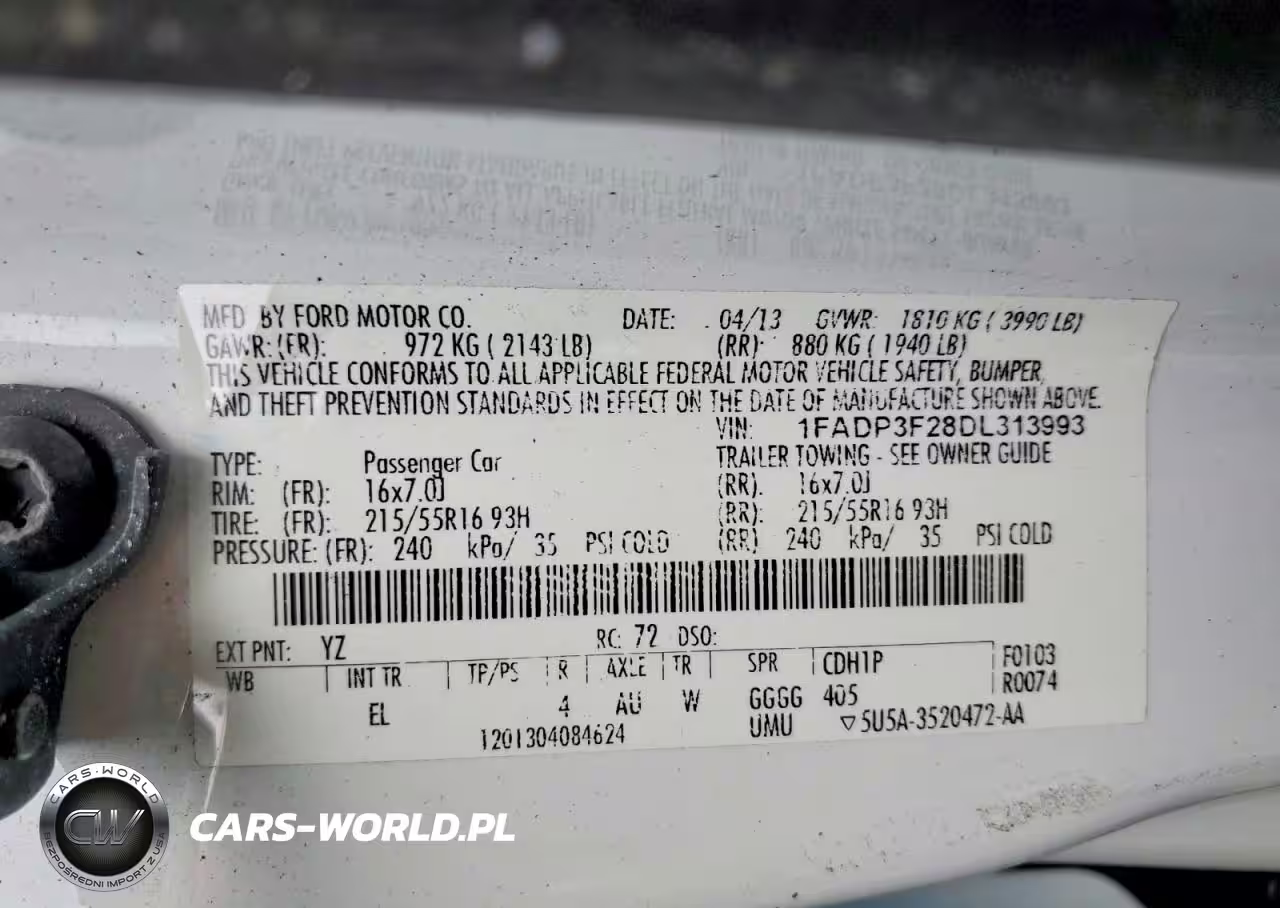 MFD BY FORD MOTOR CO. DATE: 04/13 GVWR: 1810 KG ( 3990 LB)
GAWR:(FR): 972 KG ( 2143 LB) (RR): 880 KG ( 1940 LB)
THIS VEHICLE CONFORMS TO ALL APPLICABLE FEDERAL MOTOR VEHICLE SAFETY, BUMPER,
AND THEFT PREVENTION STANDARDS IN EFFECT ON THE DATE OF MANUFACTURE SHOWN ABOVE.
VIN: 1FADP3F28DL313993
TYPE: Passenger Car TRAILER TOWING - SEE OWNER GUIDE
RIM: (FR): 16x7.0J (RR): 16x7.0J
TIRE: (FR): 215/55R16 93H (RR): 215/55R16 93H
PRESSURE: (FR): 240 kPa/ 35 PSI COLD (RR) 240 kPa/ 35 PSI COLD
EXT PNT: YZ RC: 72 DSO:
WB INT TR TP/PS R AXLE TR SPR CDH1P F0103
EL 4 AU W GGGG 405 R0074
1201304084624 UMU ▽5U5A-3520472-AA
CARS-WORLD
CW
BEZPOŚREDNI IMPORT Z USA
CARS-WORLD.PL